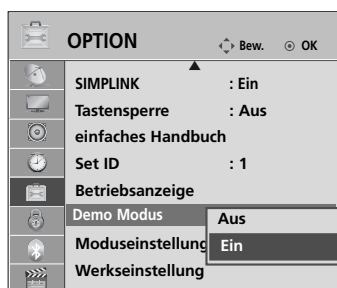 OPTION Bew. OK
SIMPLINK : Ein
Tastensperre : Aus
einfaches Handbuch
Set ID : 1
Betriebsanzeige
Demo Modus Aus
Moduseinstellung Ein
Werkseinstellung